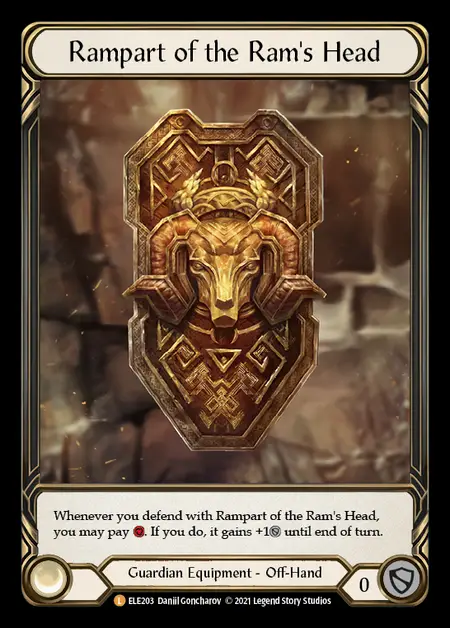 Rampart of the Ram's Head
Whenever you defend with Rampart of the Ram's Head,
you may pay . If you do, it gains +1 until end of turn.
Guardian Equipment - Off-Hand
0
L ELE203 Daniil Goncharov © 2021 Legend Story Studios